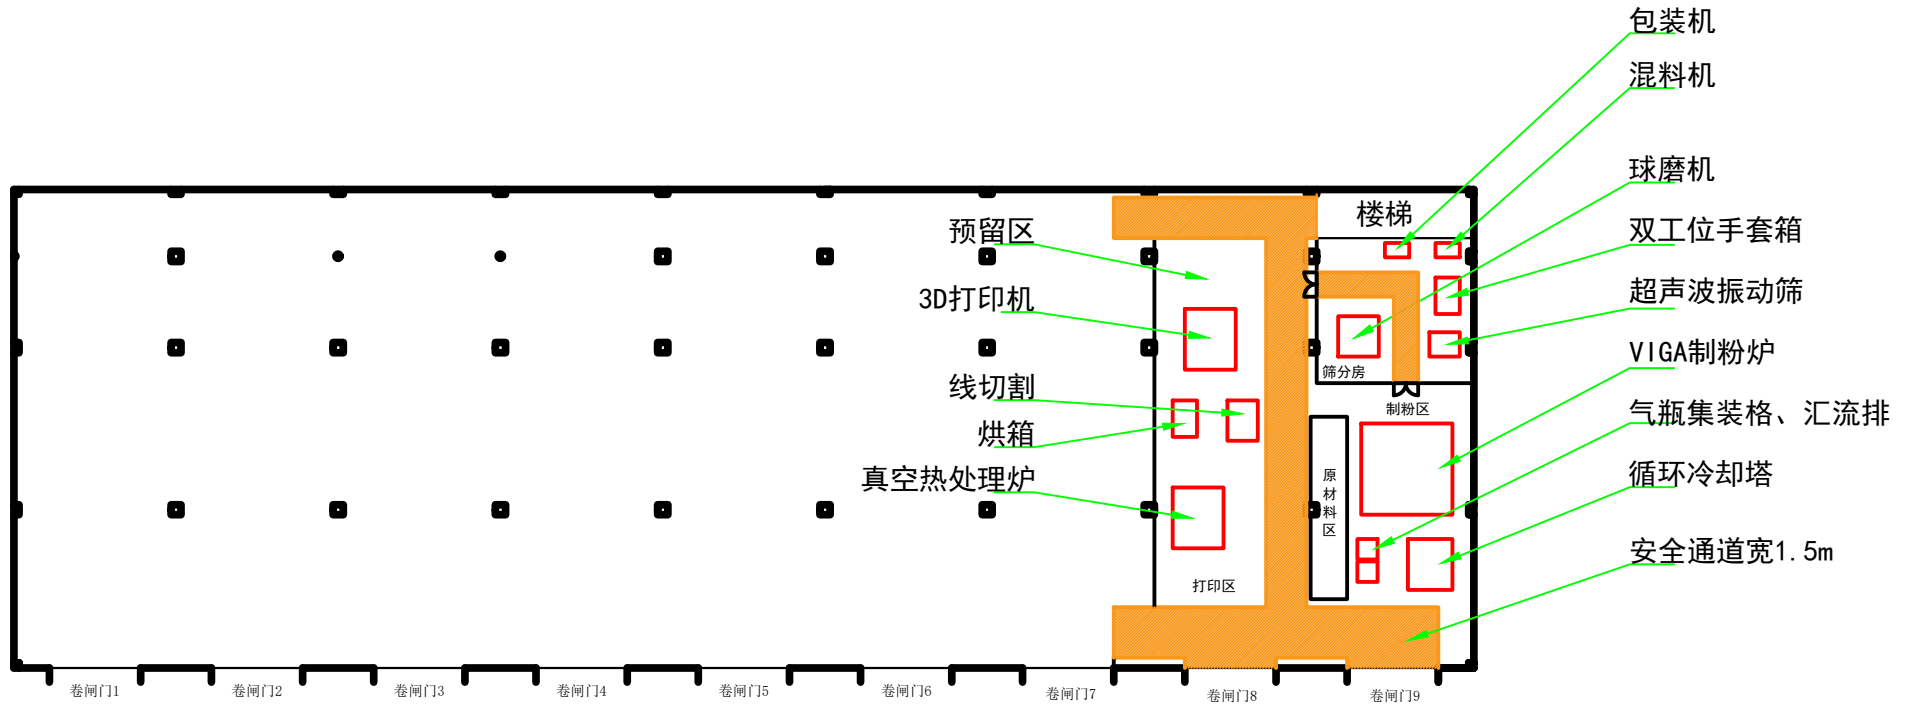 包装机
混料机
球磨机
楼梯
预留区
双工位手套箱
3D打印机
超声波振动筛
VIGA制粉炉
筛分房
线切割
制粉区
气瓶集装格、汇流排
烘箱
真空热处理炉
原材料区
循环冷却塔
安全通道宽1.5m
打印区
卷闸门1
卷闸门2
卷闸门3
卷闸门4
卷闸门5
卷闸门6
卷闸门7
卷闸门8
卷闸门9